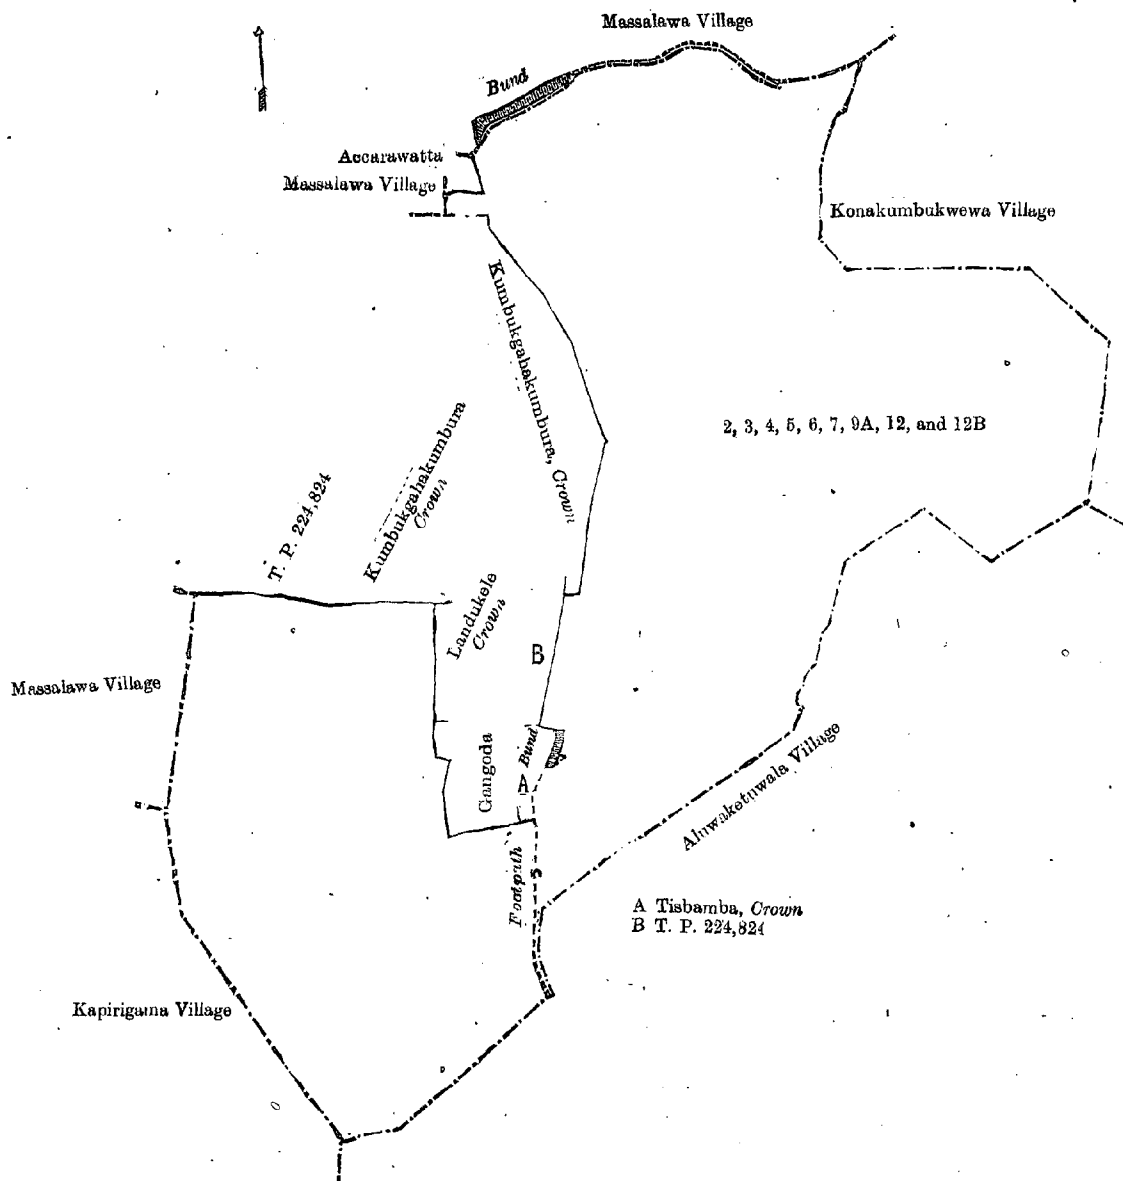 Massalawa Village
Bund
Accarawatta
Massalawa Village
Konakumbukwewa Village
Kumbukgahakumbura, Crown
2, 3, 4, 5, 6, 7, 9A, 12, and 12B
Kumbukgahakumbura
Crown
T. P. 224,824
Landukele
Crown
B
Massalawa Village
Bund
Gangoda
A
Aluwaketuwala Village
Footpath
A Tisbamba, Crown
B T. P. 224,824
Kapirigama Village